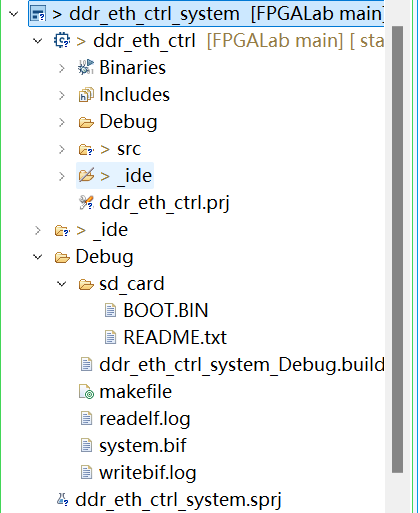 > ddr_eth_ctrl_system [FPGALab main]
> ddr_eth_ctrl [FPGALab main] [ sta
Binaries
Includes
Debug
> src
> _ide
ddr_eth_ctrl.prj
> _ide
Debug
sd_card
BOOT.BIN
README.txt
ddr_eth_ctrl_system_Debug.build
makefile
readelf.log
system.bif
writebif.log
ddr_eth_ctrl_system.sprj